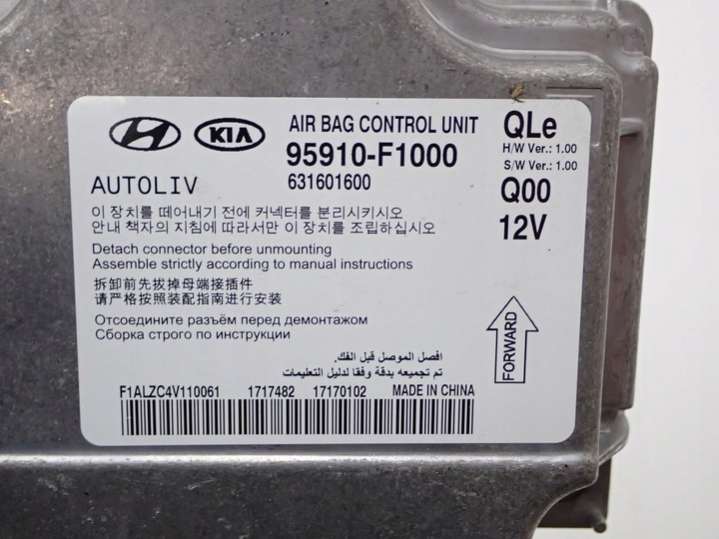 KIA
AIR BAG CONTROL UNIT
QLe
95910-F1000
H/W Ver.: 1.00
S/W Ver.: 1.00
AUTOLIV
631601600
Q00
이 장치를 떼어내기 전에 커넥터를 분리시키시오
안내 책자의 지침에 따라서만 이 장치를 조립하십시오
12V
Detach connector before unmounting
Assemble strictly according to manual instructions
拆卸前先拔掉母端接插件
请严格按照装配指南进行安装
Отсоедините разъём перед демонтажом
Сборка строго по инструкции
افصل الموصل قبل الفك.
تم تجميعه بدقة وفقا لدليل التعليمات
FORWARD
F1ALZC4V110061 1717482 17170102 MADE IN CHINA